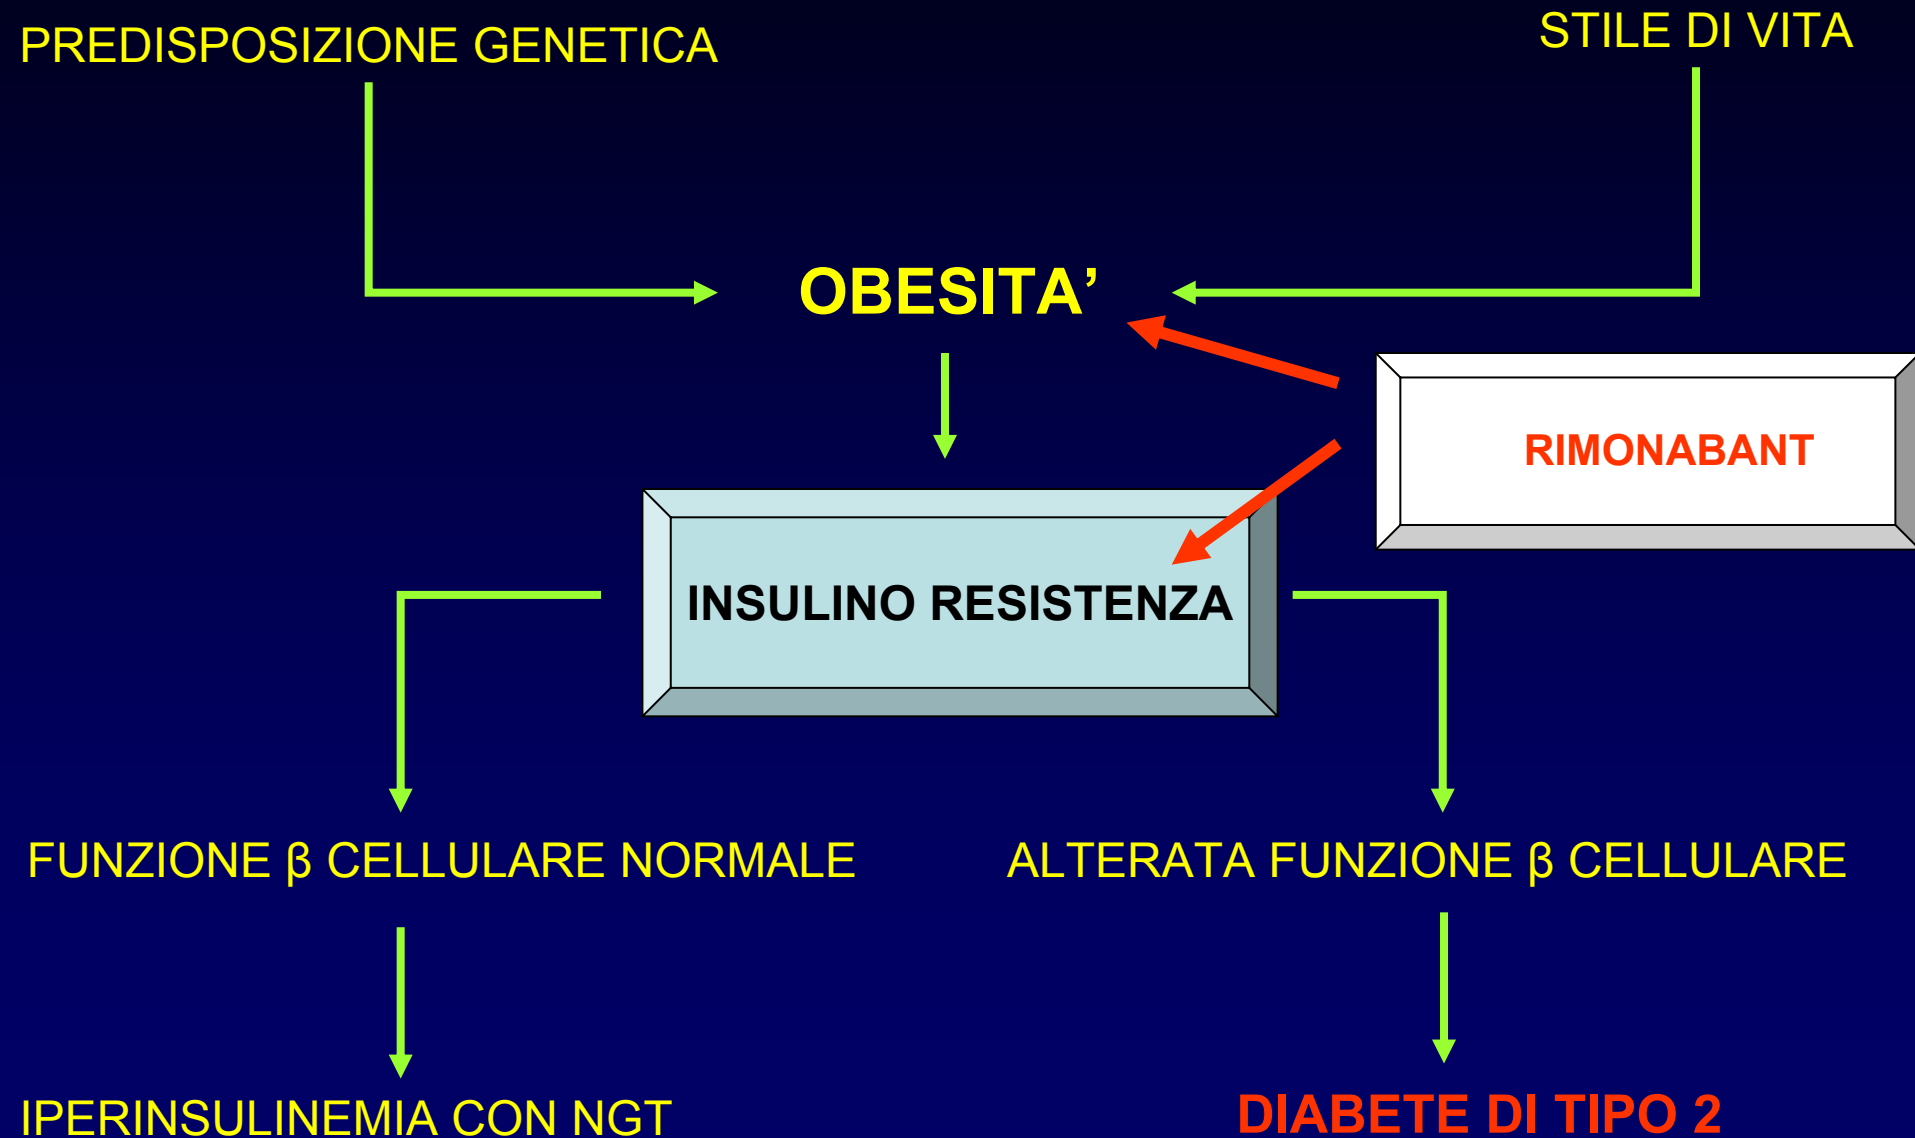 PREDISPOSIZIONE GENETICA
STILE DI VITA
OBESITA’
RIMONABANT
INSULINO RESISTENZA
FUNZIONE β CELLULARE NORMALE
ALTERATA FUNZIONE β CELLULARE
IPERINSULINEMIA CON NGT
DIABETE DI TIPO 2